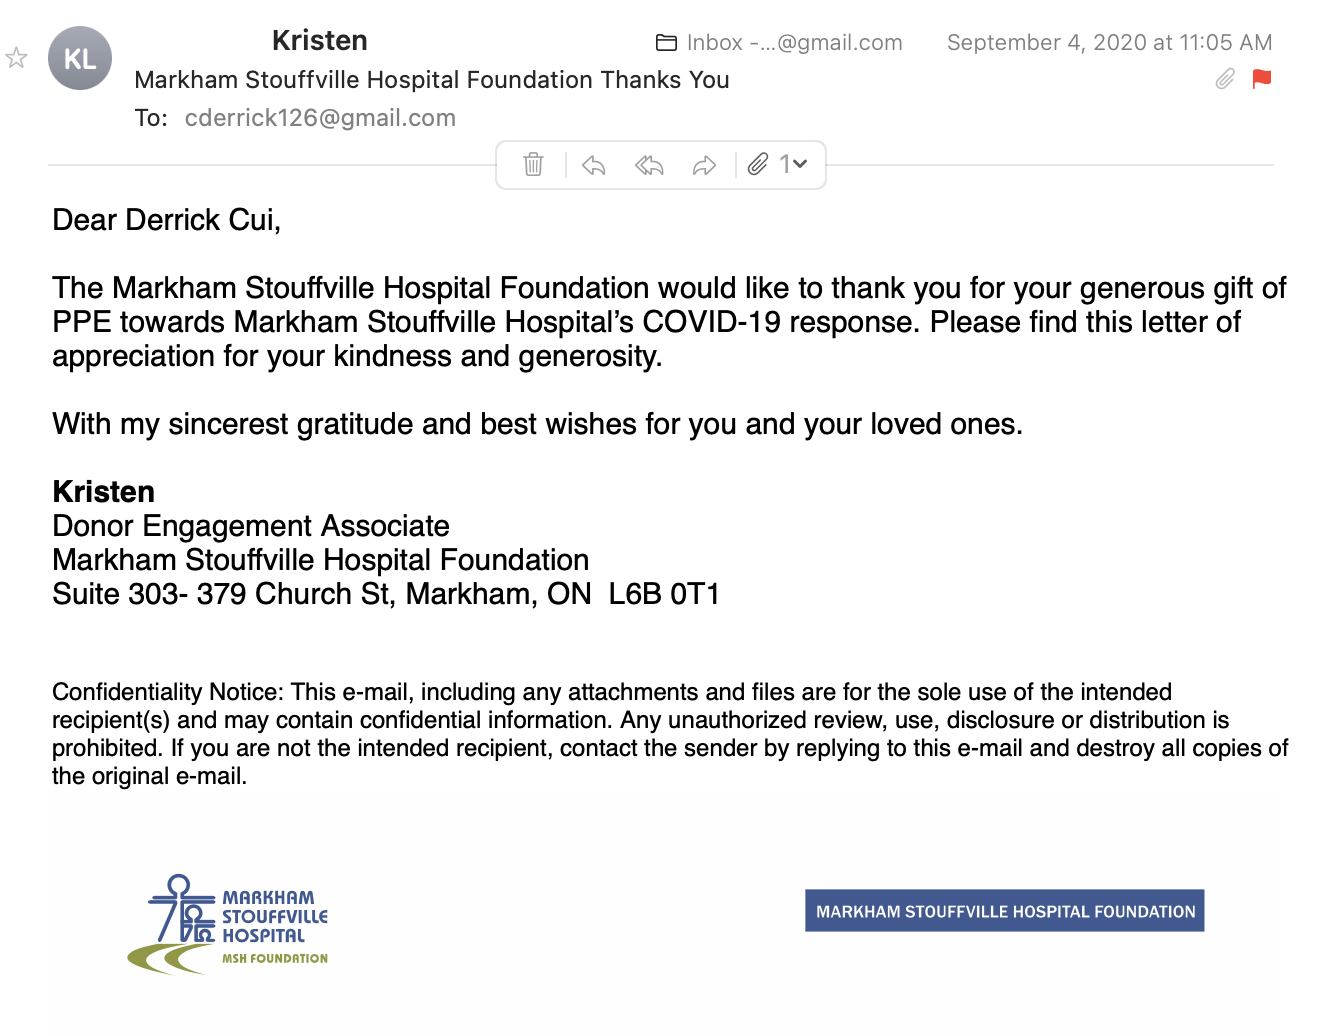 KL
Kristen
Inbox -...@gmail.com
September 4, 2020 at 11:05 AM
Markham Stouffville Hospital Foundation Thanks You
To: cderrick126@gmail.com
1
Dear Derrick Cui,
The Markham Stouffville Hospital Foundation would like to thank you for your generous gift of
PPE towards Markham Stouffville Hospital’s COVID-19 response. Please find this letter of
appreciation for your kindness and generosity.
With my sincerest gratitude and best wishes for you and your loved ones.
Kristen
Donor Engagement Associate
Markham Stouffville Hospital Foundation
Suite 303- 379 Church St, Markham, ON  L6B 0T1
Confidentiality Notice: This e-mail, including any attachments and files are for the sole use of the intended
recipient(s) and may contain confidential information. Any unauthorized review, use, disclosure or distribution is
prohibited. If you are not the intended recipient, contact the sender by replying to this e-mail and destroy all copies of
the original e-mail.
MARKHAM
STOUFFVILLE
HOSPITAL
MSH FOUNDATION
MARKHAM STOUFFVILLE HOSPITAL FOUNDATION